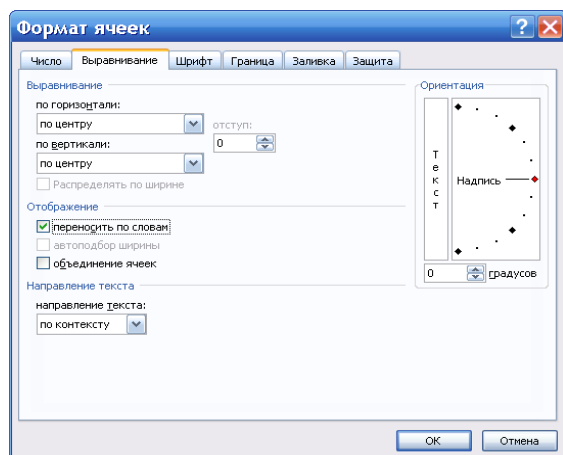 Формат ячеек
Число Выравнивание Шрифт Граница Заливка Защита
Выравнивание
по горизонтали:
по центру
отступ:
0
по вертикали:
по центру
Распределять по ширине
Отображение
переносить по словам
автоподбор ширины
объединение ячеек
Направление текста
направление текста:
по контексту
Ориентация
Текст
Надпись
0 градусов
ОК Отмена